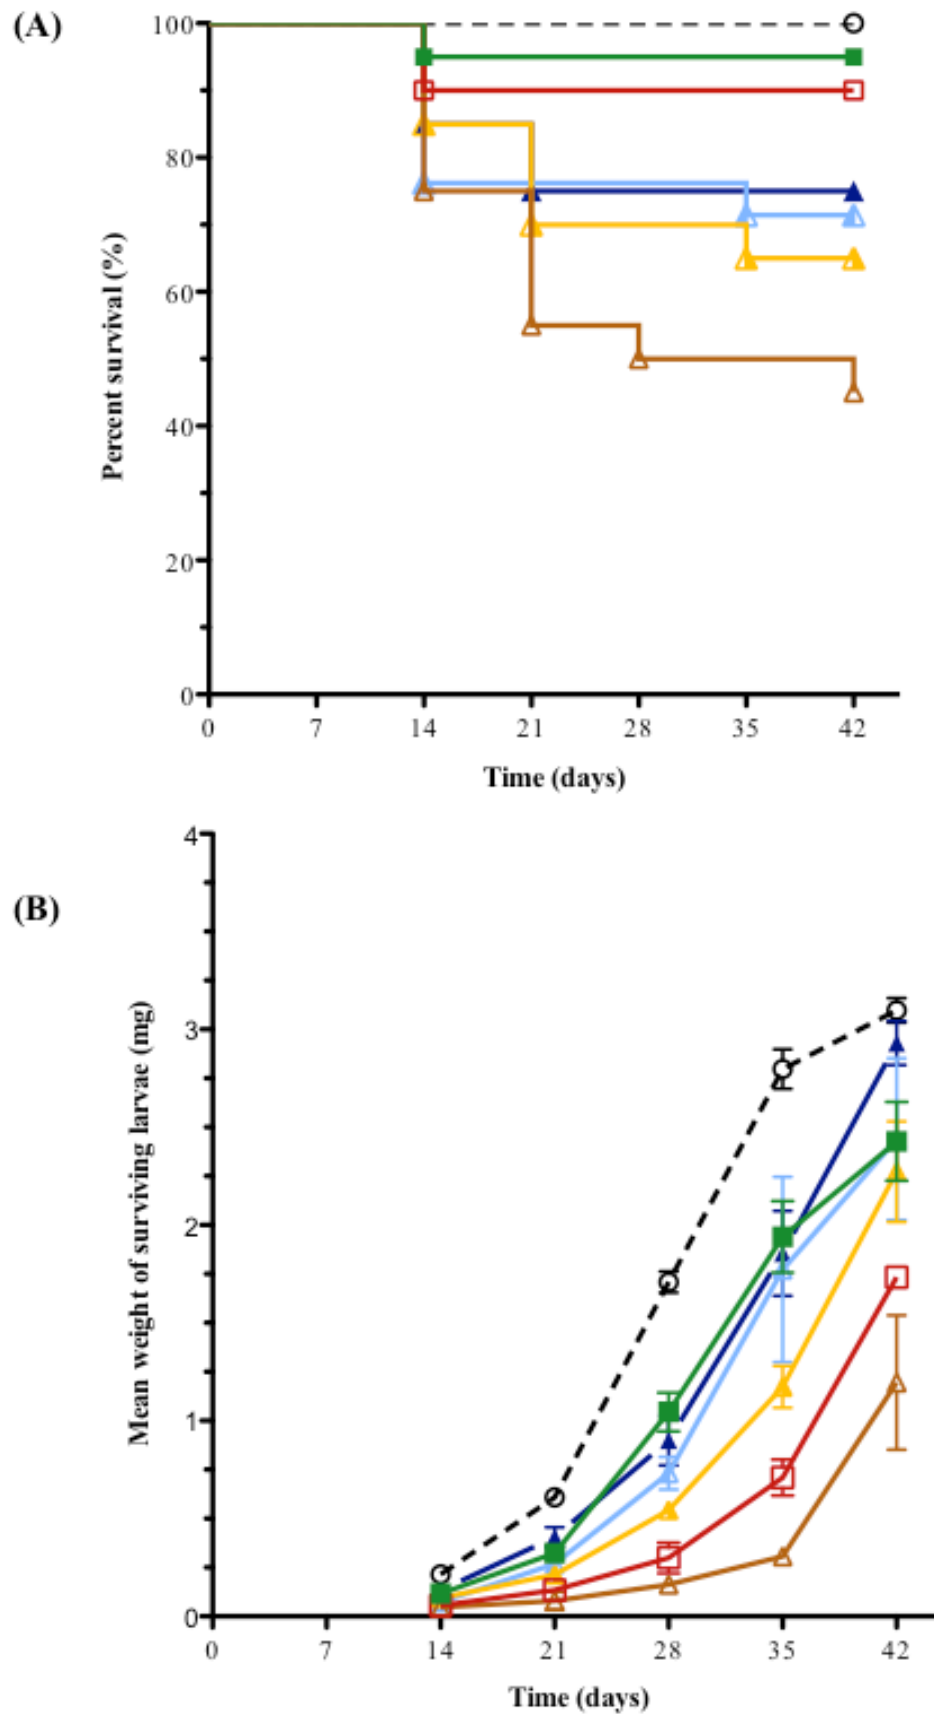 (A)
100
80
60
40
20
0
Percent survival (%)
0 7 14 21 28 35 42
Time (days)
(B)
4
3
2
1
0
Mean weight of surviving larvae (mg)
0 7 14 21 28 35 42
Time (days)